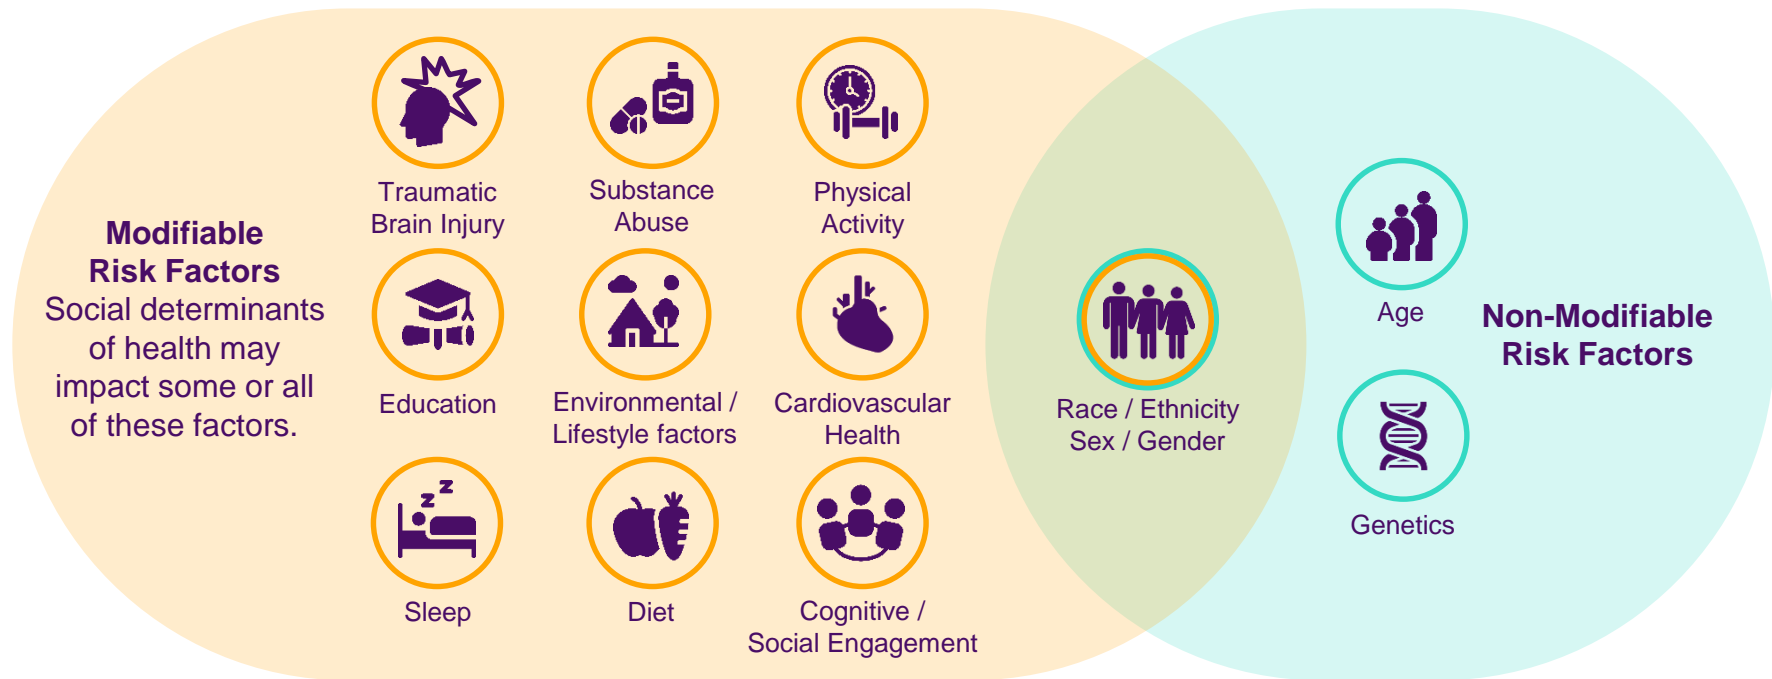 Modifiable
Risk Factors
Social determinants
of health may
impact some or all
of these factors.
Traumatic
Brain Injury
Substance
Abuse
Physical
Activity
Education
Environmental /
Lifestyle factors
Cardiovascular
Health
Sleep
Diet
Cognitive /
Social Engagement
Race / Ethnicity
Sex / Gender
Age
Genetics
Non-Modifiable
Risk Factors